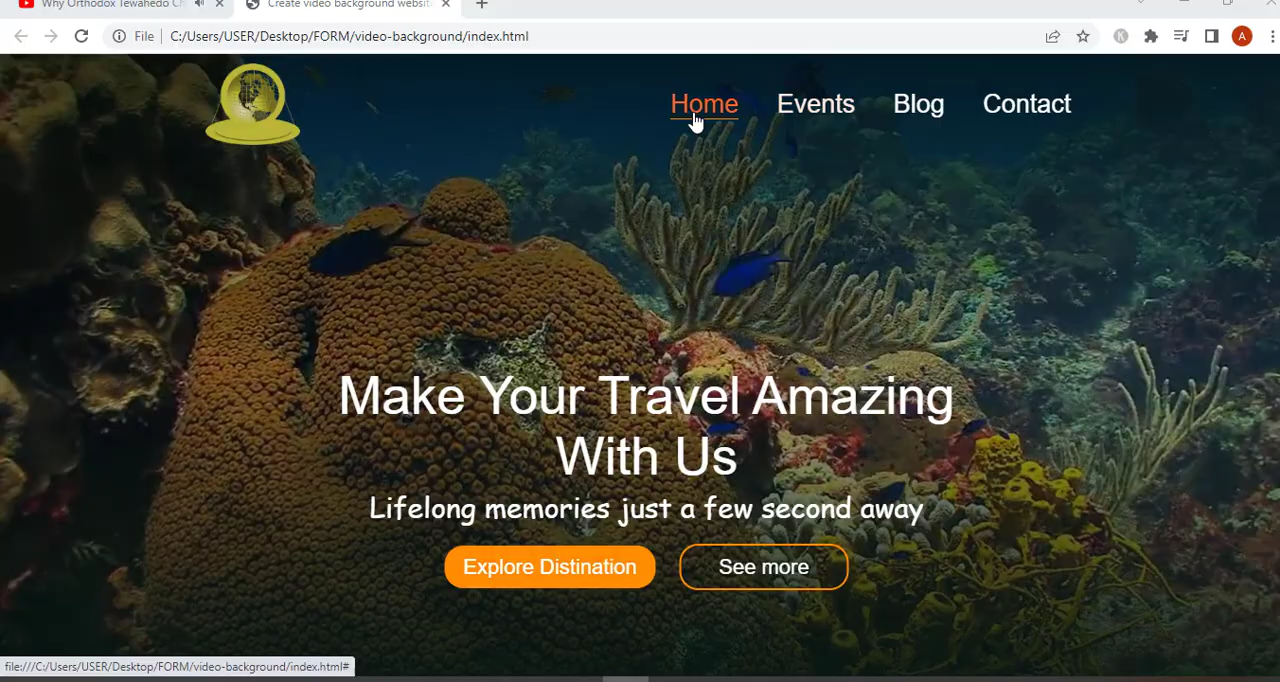 Why Orthodox Tewahedo Ch
Create video background websit
File
C:/Users/USER/Desktop/FORM/video-background/index.html
K
A
Home
Events
Blog
Contact
Make Your Travel Amazing
With Us
Lifelong memories just a few second away
Explore Distination
See more
file:///C:/Users/USER/Desktop/FORM/video-background/index.html#